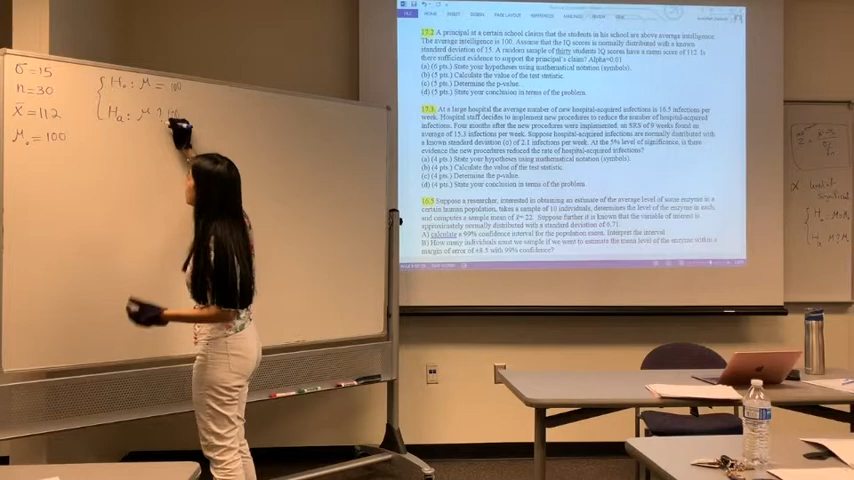 σ=15
n=30
x̄=112
μ₀=100
H₀: μ = 100
Hₐ: μ
HOME INSERT DESIGN PAGE LAYOUT REFERENCES MAILINGS REVIEW VIEW
17.2 A principal at a certain school claims that the students in his school are above average intelligence.
The average intelligence is 100. Assume that the IQ scores is normally distributed with a known
standard deviation of 15. A random sample of thirty students IQ scores have a mean score of 112. Is
there sufficient evidence to support the principal's claim? Alpha=0.01
(a) (6 pts.) State your hypotheses using mathematical notation (symbols).
(b) (5 pts.) Calculate the value of the test statistic.
(c) (5 pts.) Determine the p-value.
(d) (5 pts.) State your conclusion in terms of the problem.
At a large hospital the average number of new hospital-acquired infections is 16.5 infections per
week. Hospital staff decides to implement new procedures to reduce the number of hospital-acquired
infections. Four months after the new procedures were implemented, an SRS of 9 weeks found an
average of 15.3 infections per week. Suppose hospital-acquired infections are normally distributed with
a known standard deviation (σ) of 2.1 infections per week. At the 5% level of significance, is there
evidence the new procedures reduced the rate of hospital-acquired infections?
(a) (4 pts.) State your hypotheses using mathematical notation (symbols).
(b) (4 pts.) Calculate the value of the test statistic.
(c) (4 pts.) Determine the p-value.
(d) (4 pts.) State your conclusion in terms of the problem.
16.5 Suppose a researcher, interested in obtaining an estimate of the average level of some enzyme in a
certain human population, takes a sample of 10 individuals, determines the level of the enzyme in each,
and computes a sample mean of x̄= 22. Suppose further it is known that the variable of interest is
approximately normally distributed with a standard deviation of 6.71.
A) calculate a 99% confidence interval for the population mean. Interpret the interval
B) How many individuals must we sample if we want to estimate the mean level of the enzyme within a
margin of error of ±8.5 with 99% confidence?